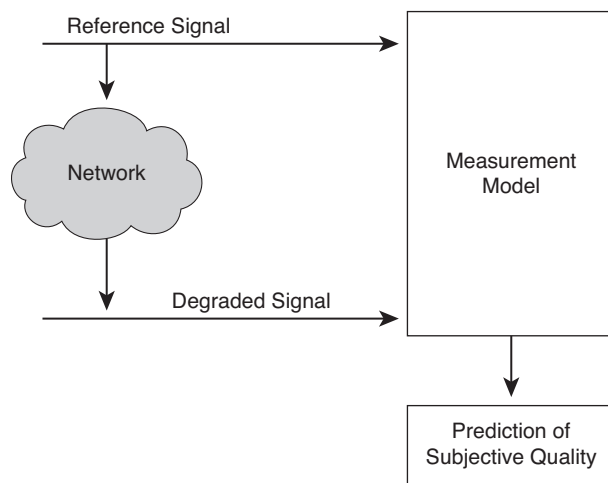 Reference Signal
Network
Measurement
Model
Degraded Signal
Prediction of
Subjective Quality